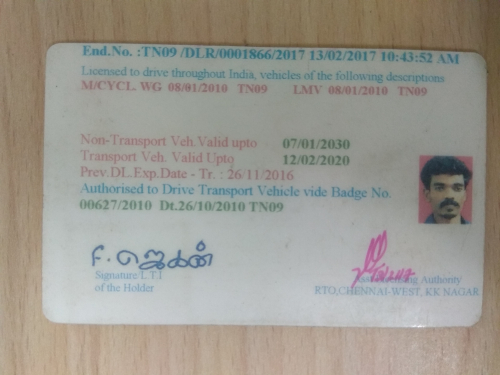 End.No. :TN09 /DLR/0001866/2017 13/02/2017 10:43:52 AM
Licensed to drive throughout India, vehicles of the following descriptions
M/CYCL. WG 08/01/2010 TN09 LMV 08/01/2010 TN09
Non-Transport Veh.Valid upto 07/01/2030
Transport Veh. Valid Upto 12/02/2020
Prev.DL.Exp.Date - Tr. : 26/11/2016
Authorised to Drive Transport Vehicle vide Badge No.
00627/2010 Dt.26/10/2010 TN09
F. ஜெகன்
Signature/L.T.I
of the Holder
Authority
RTO,CHENNAI-WEST, KK NAGAR